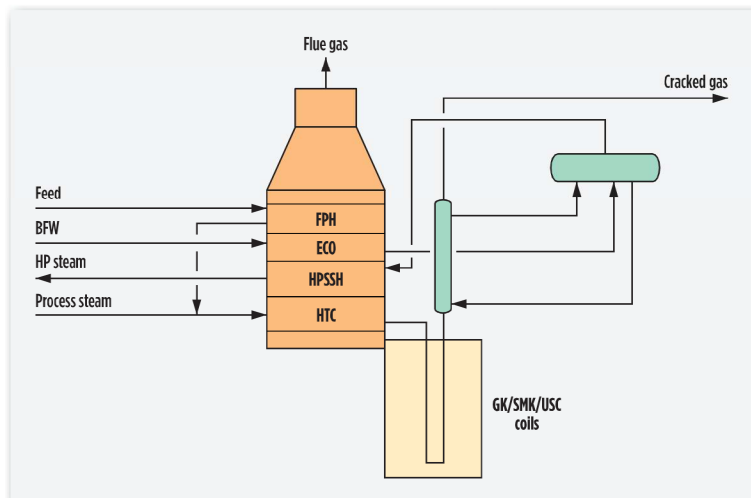 Flue gas
Cracked gas
Feed
FPH
BFW
ECO
HP steam
HPSSH
Process steam
HTC
GK/SMK/USC
coils